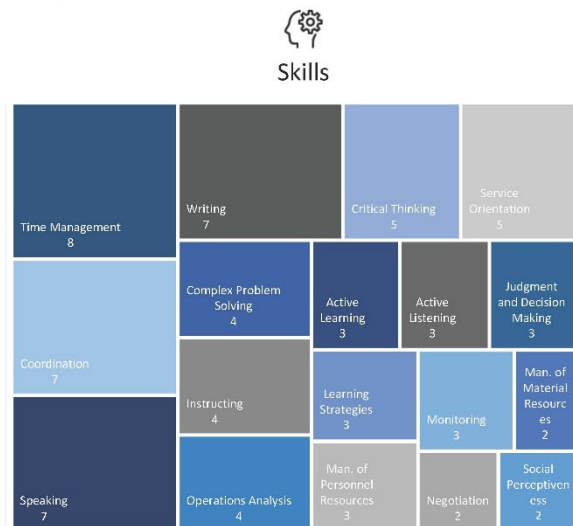 Skills
Time Management
8
Writing
7
Critical Thinking
5
Service
Orientation
5
Coordination
7
Complex Problem
Solving
4
Active
Learning
3
Active
Listening
3
Judgment
and Decision
Making
3
Instructing
4
Learning
Strategies
3
Monitoring
3
Man. of
Material
Resourc
es
2
Speaking
7
Operations Analysis
4
Man. of
Personnel
Resources
3
Negotiation
2
Social
Perceptiven
ess
2